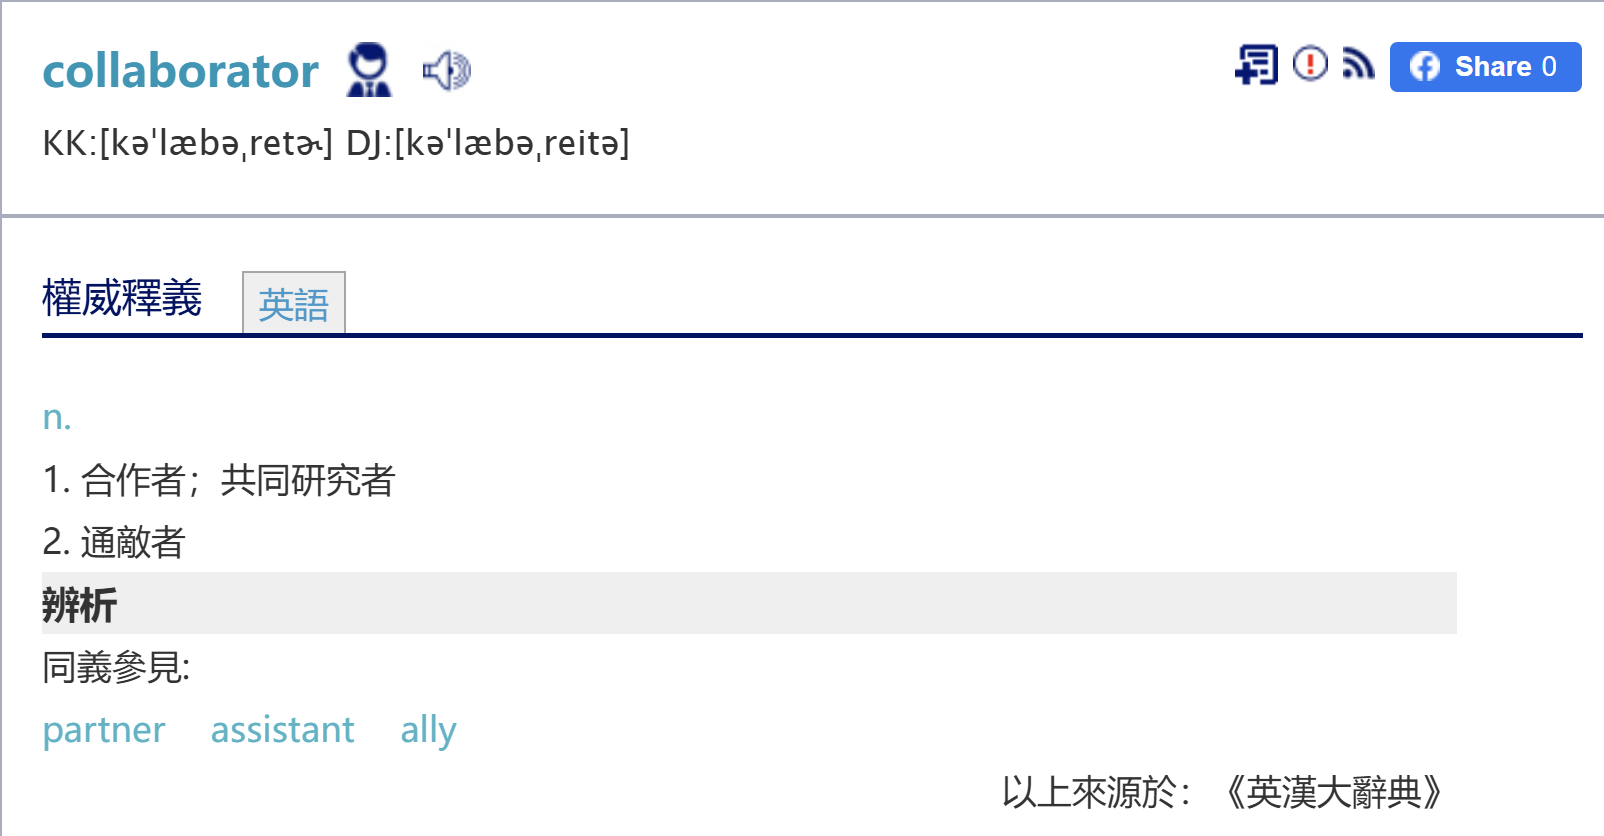 collaborator
Share 0
KK:[kəˈlæbəˌretɚ] DJ:[kəˈlæbəˌreitə]
權威釋義 英語
n.
1. 合作者；共同研究者
2. 通敵者
辨析
同義參見:
partner assistant ally
以上來源於：《英漢大辭典》